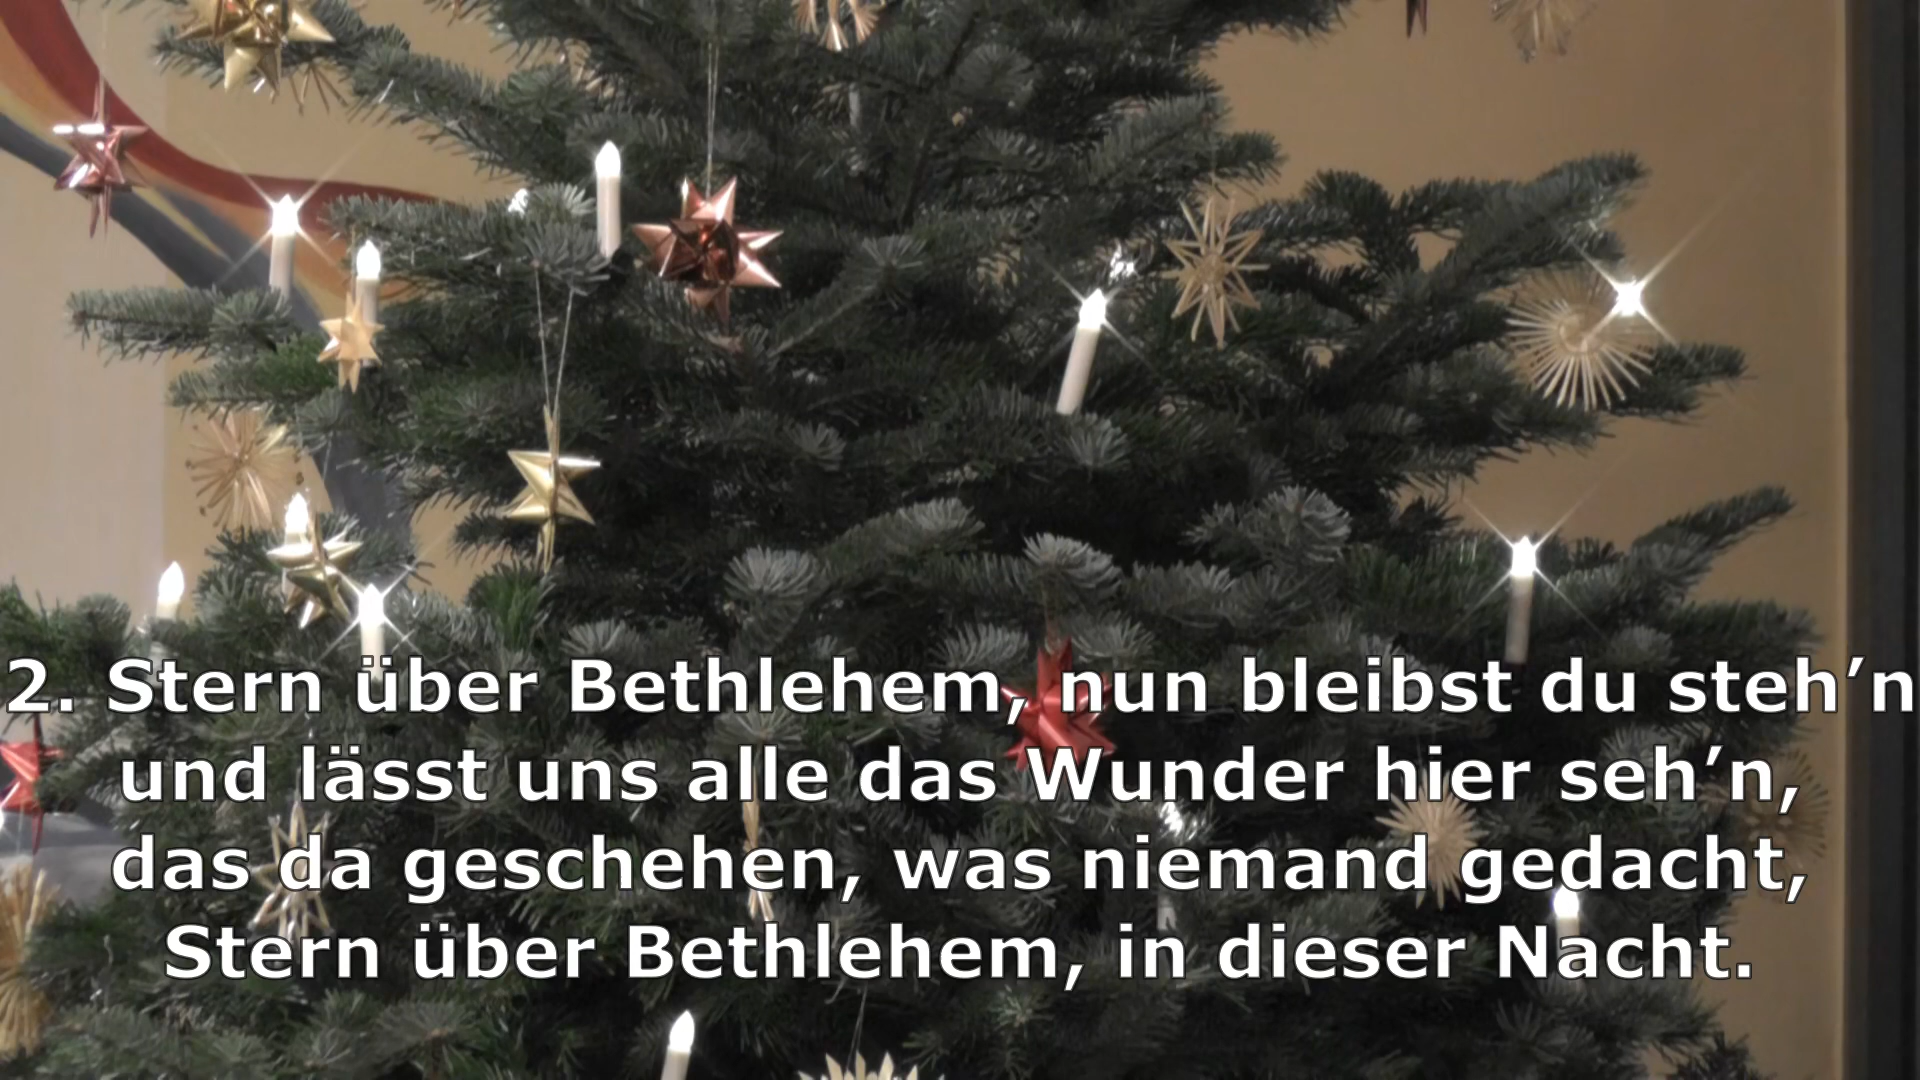 2. Stern über Bethlehem, nun bleibst du steh’n
und lässt uns alle das Wunder hier seh’n,
das da geschehen, was niemand gedacht,
Stern über Bethlehem, in dieser Nacht.